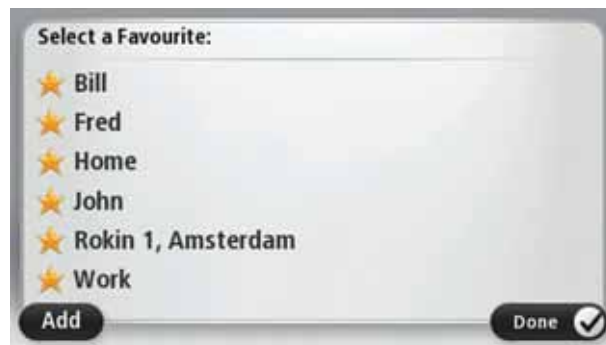 Select a Favourite:
Bill
Fred
Home
John
Rokin 1, Amsterdam
Work
Add
Done